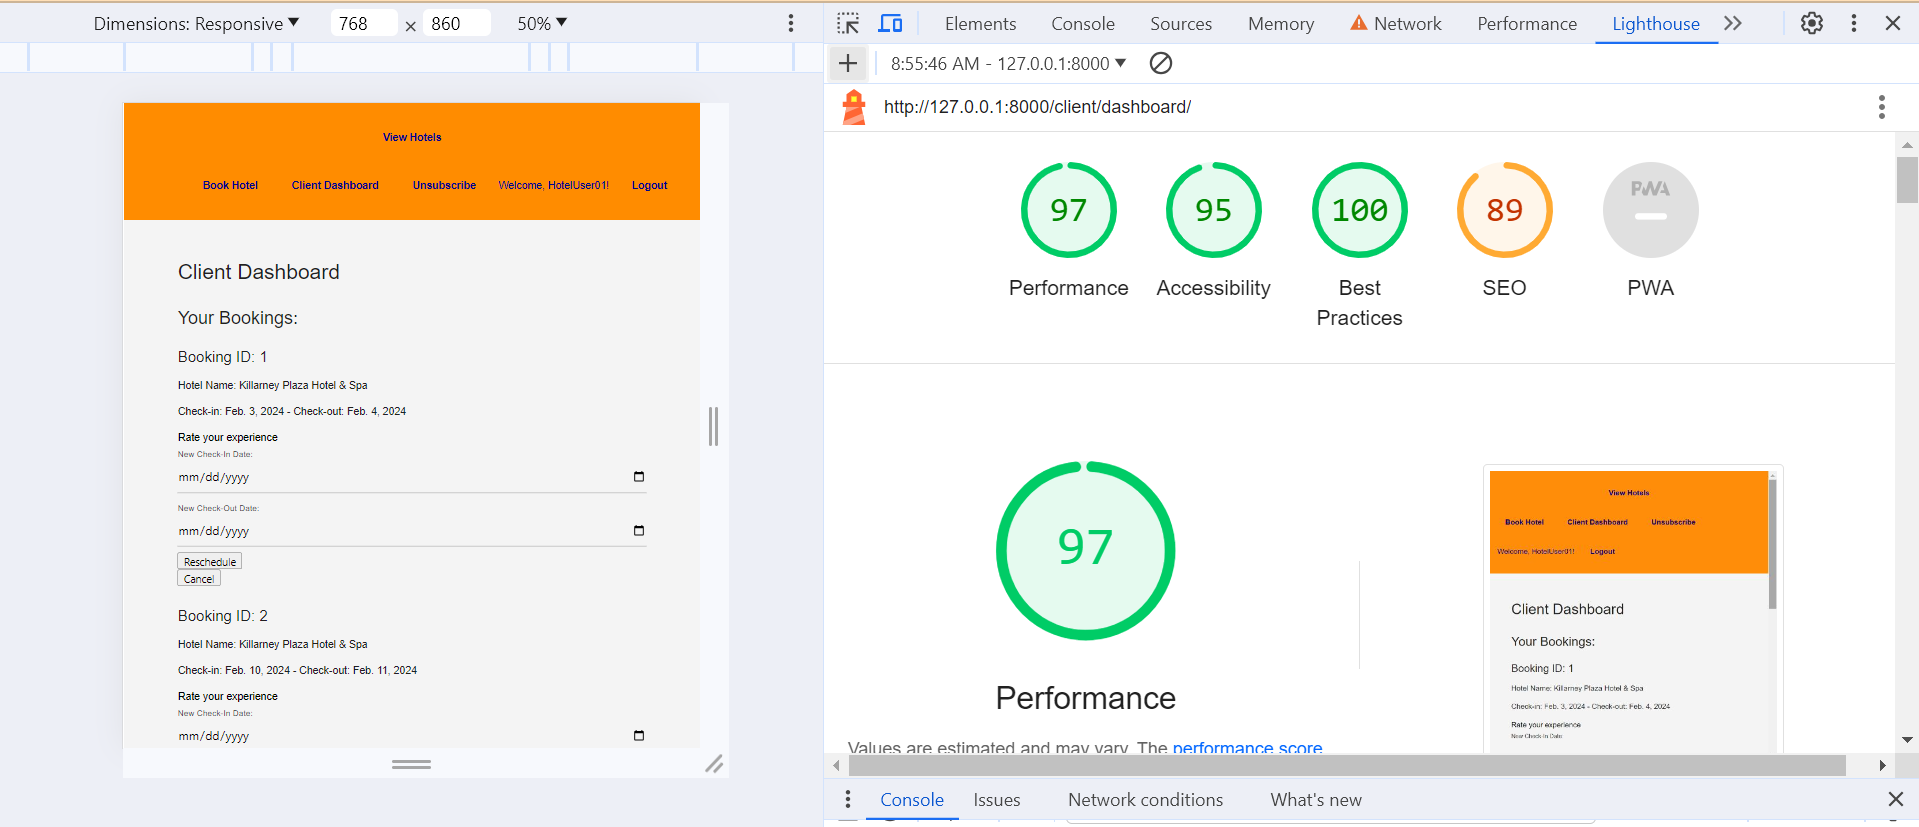 Dimensions: Responsive
768 × 860
50%
View Hotels
Book Hotel
Client Dashboard
Unsubscribe
Welcome, HotelUser01!
Logout
Client Dashboard
Your Bookings:
Booking ID: 1
Hotel Name: Killarney Plaza Hotel & Spa
Check-in: Feb. 3, 2024 - Check-out: Feb. 4, 2024
Rate your experience
New Check-In Date:
mm/dd/yyyy
New Check-Out Date:
mm/dd/yyyy
Reschedule
Cancel
Booking ID: 2
Hotel Name: Killarney Plaza Hotel & Spa
Check-in: Feb. 10, 2024 - Check-out: Feb. 11, 2024
Rate your experience
New Check-In Date:
mm/dd/yyyy
Elements
Console
Sources
Memory
Network
Performance
Lighthouse
8:55:46 AM - 127.0.0.1:8000
http://127.0.0.1:8000/client/dashboard/
97
Performance
95
Accessibility
100
Best
Practices
89
SEO
PWA
PWA
97
Performance
Values are estimated and may vary. The performance score
View Hotels
Book Hotel
Client Dashboard
Unsubscribe
Welcome, HotelUser01!
Logout
Client Dashboard
Your Bookings:
Booking ID: 1
Hotel Name: Killarney Plaza Hotel & Spa
Check-in: Feb. 3, 2024 - Check-out: Feb. 4, 2024
Rate your experience
New Check-In Date:
Console
Issues
Network conditions
What's new